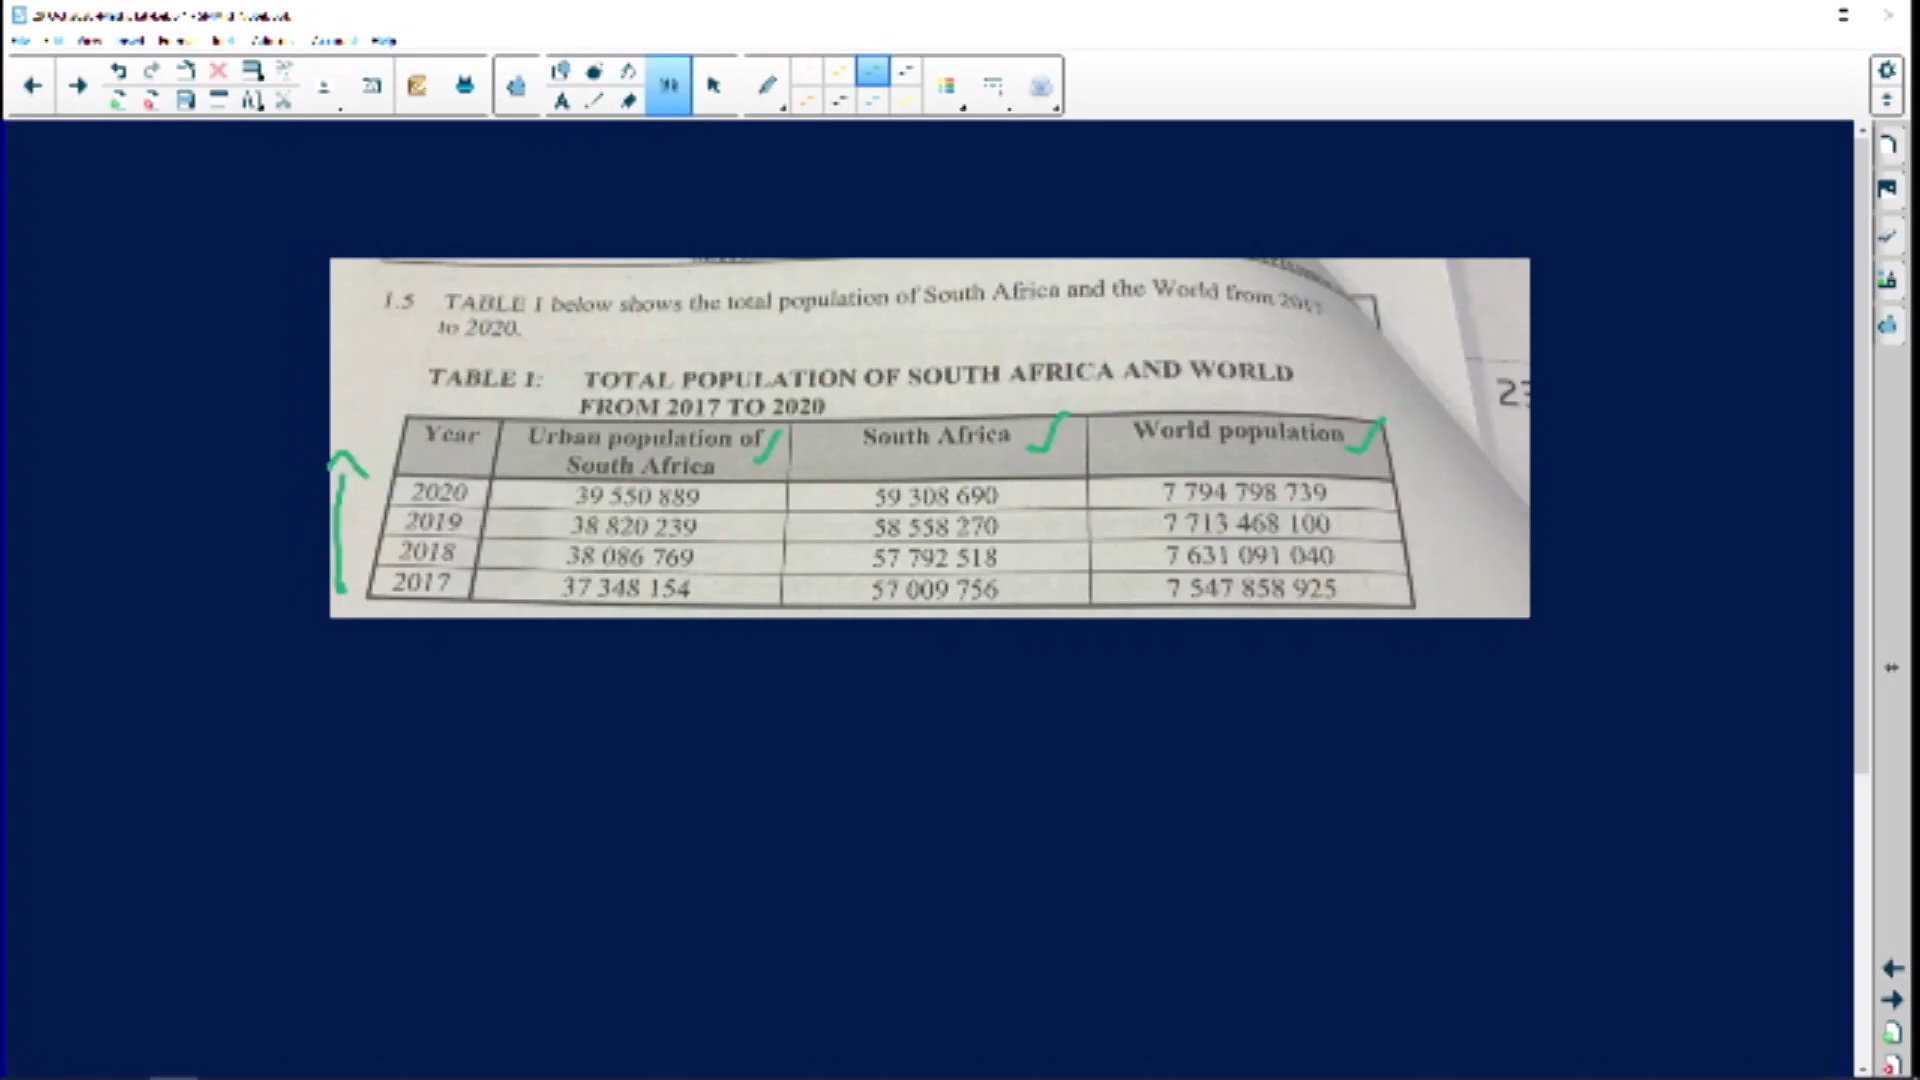 Help
1.5 TABLE 1 below shows the total population of South Africa and the World from 2017
to 2020.
TABLE 1: TOTAL POPULATION OF SOUTH AFRICA AND WORLD
FROM 2017 TO 2020
Year Urban population of South Africa South Africa World population
2020 39 550 889 59 308 690 7 794 798 739
2019 38 820 239 58 558 270 7 713 468 100
2018 38 086 769 57 792 518 7 631 091 040
2017 37 348 154 57 009 756 7 547 858 925